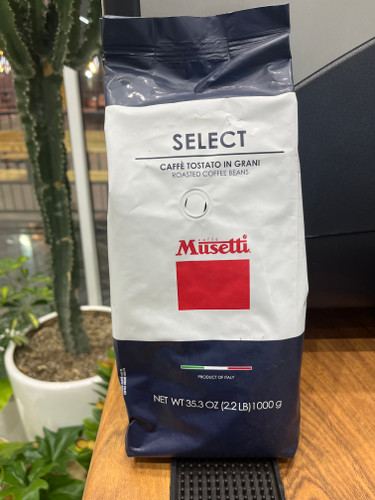 SELECT
CAFFÈ TOSTATO IN GRANI
ROASTED COFFEE BEANS
CAFFÈ
Musetti
PRODUCT OF ITALY
NET WT 35.3 OZ (2.2 LB) 1000 g